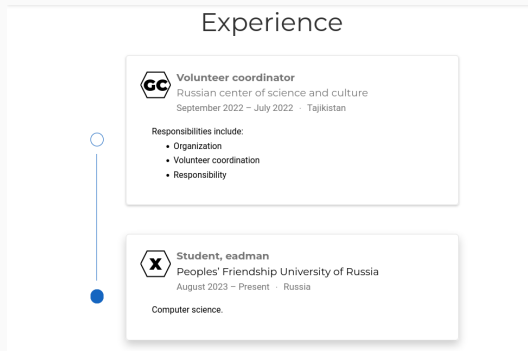 Experience
GC
Volunteer coordinator
Russian center of science and culture
September 2022 – July 2022 · Tajikistan
Responsibilities include:
• Organization
• Volunteer coordination
• Responsibility
X
Student, eadman
Peoples’ Friendship University of Russia
August 2023 – Present · Russia
Computer science.